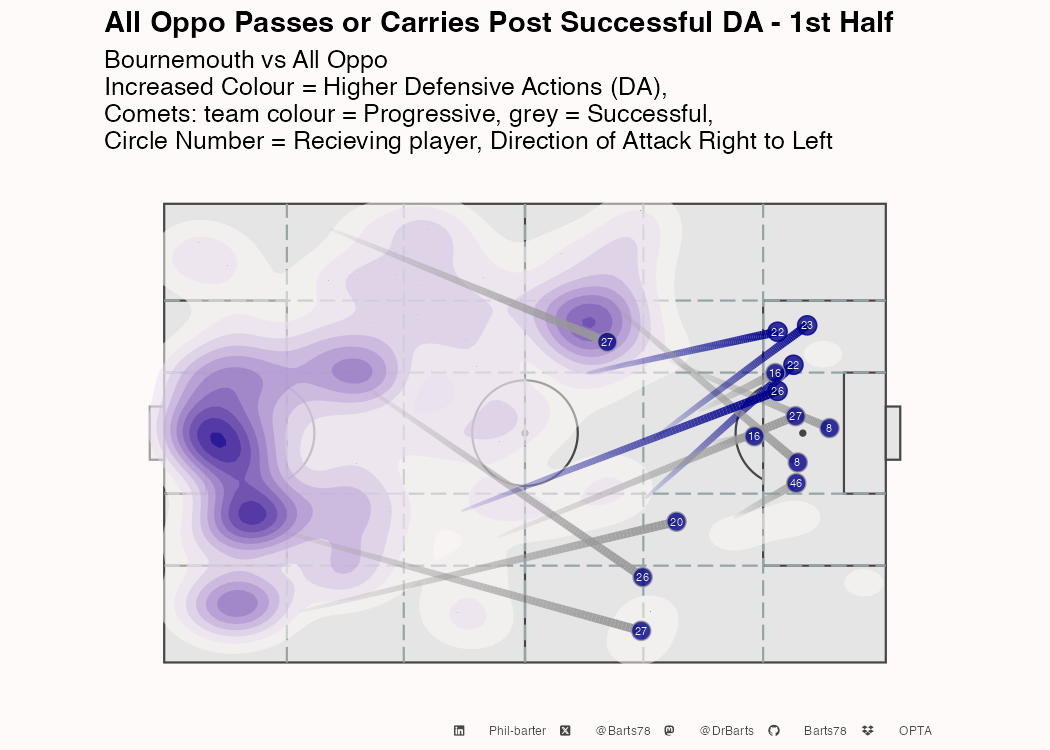 All Oppo Passes or Carries Post Successful DA - 1st Half
Bournemouth vs All Oppo
Increased Colour = Higher Defensive Actions (DA),
Comets: team colour = Progressive, grey = Successful,
Circle Number = Recieving player, Direction of Attack Right to Left
23
22
27
22
16
26
27
8
16
8
46
20
26
27
Phil-barter @Barts78 @DrBarts Barts78 OPTA